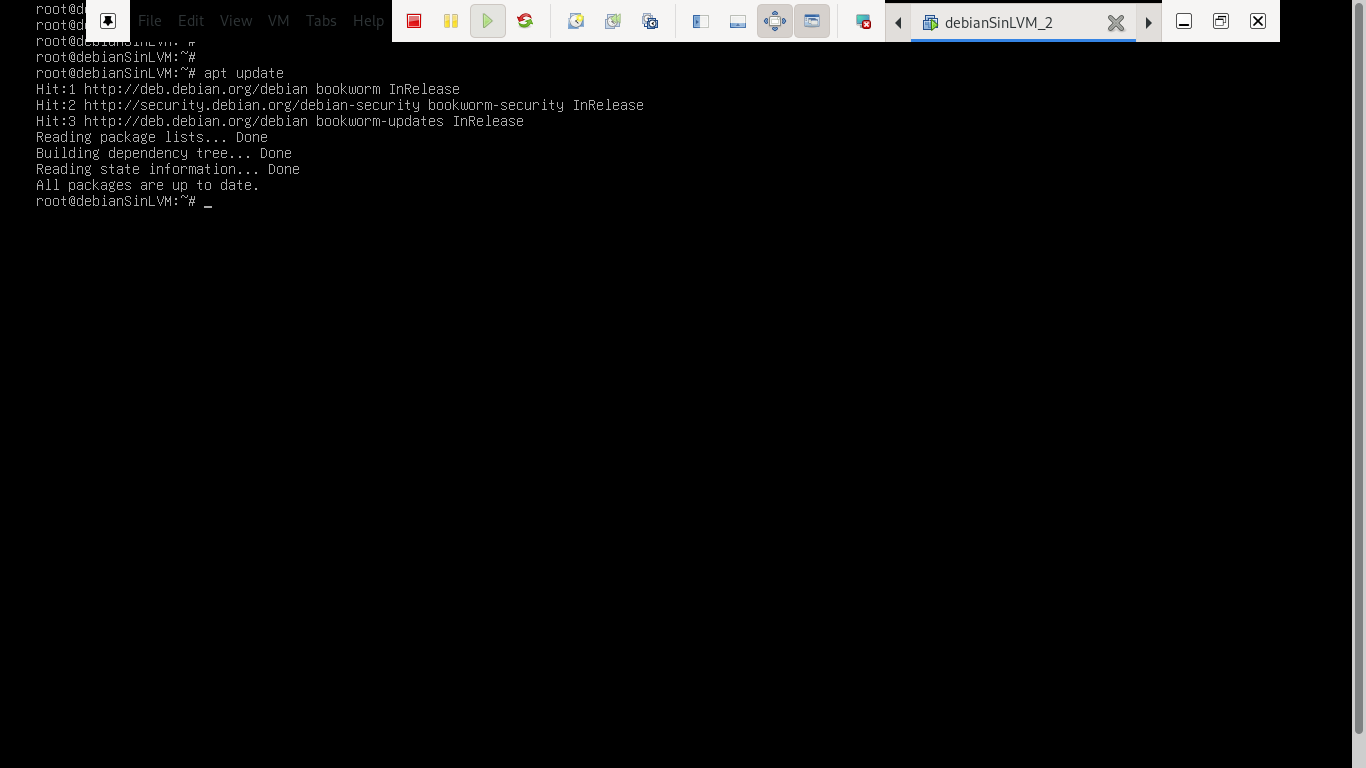 File Edit View VM Tabs Help
debianSinLVM_2
root@d
root@d
root@debianSinLVM:~#
root@debianSinLVM:~#
root@debianSinLVM:~# apt update
Hit:1 http://deb.debian.org/debian bookworm InRelease
Hit:2 http://security.debian.org/debian-security bookworm-security InRelease
Hit:3 http://deb.debian.org/debian bookworm-updates InRelease
Reading package lists... Done
Building dependency tree... Done
Reading state information... Done
All packages are up to date.
root@debianSinLVM:~# _